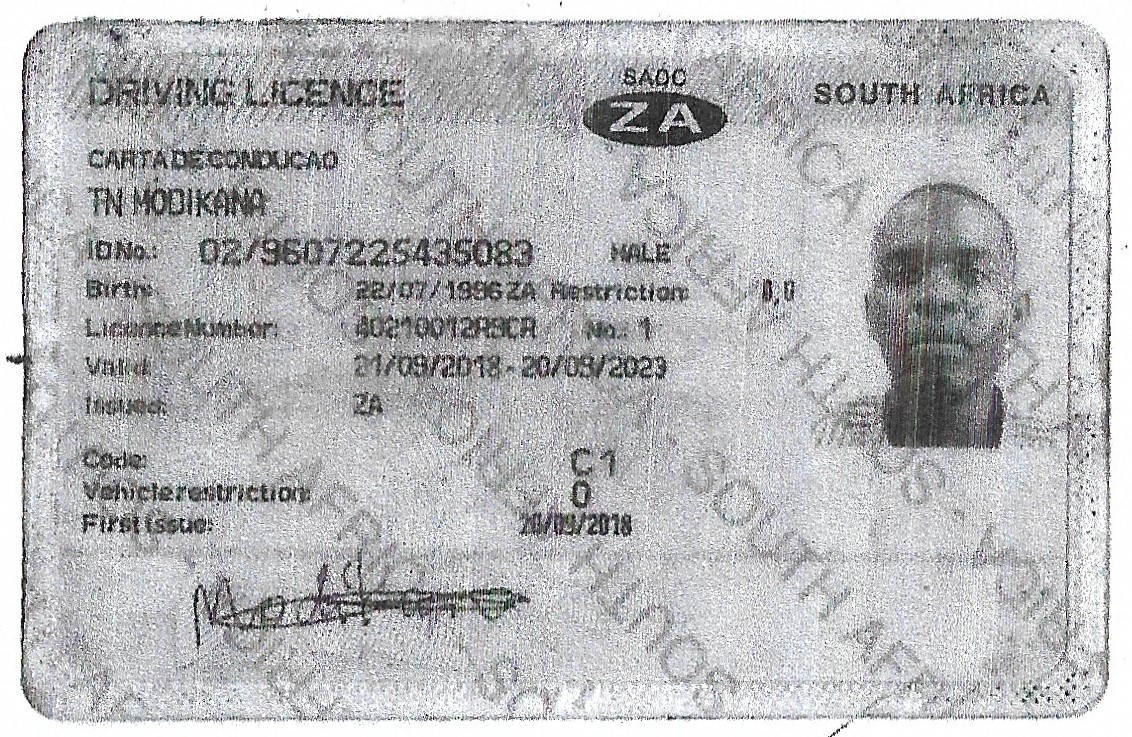 DRIVING LICENCE
SADC
ZA
SOUTH AFRICA
CARTA DE CONDUCAO
TN MODIKANA
ID No.: 02/9607225435083 MALE
Birth: 22/07/1996 ZA Restriction: 0,0
Licence Number: No.: 1
Valid: 21/09/2018 - 20/09/2023
Issued: ZA
Code: C1
Vehicle restriction: 0
First issue: 20/09/2018
SOUTH AFRICA